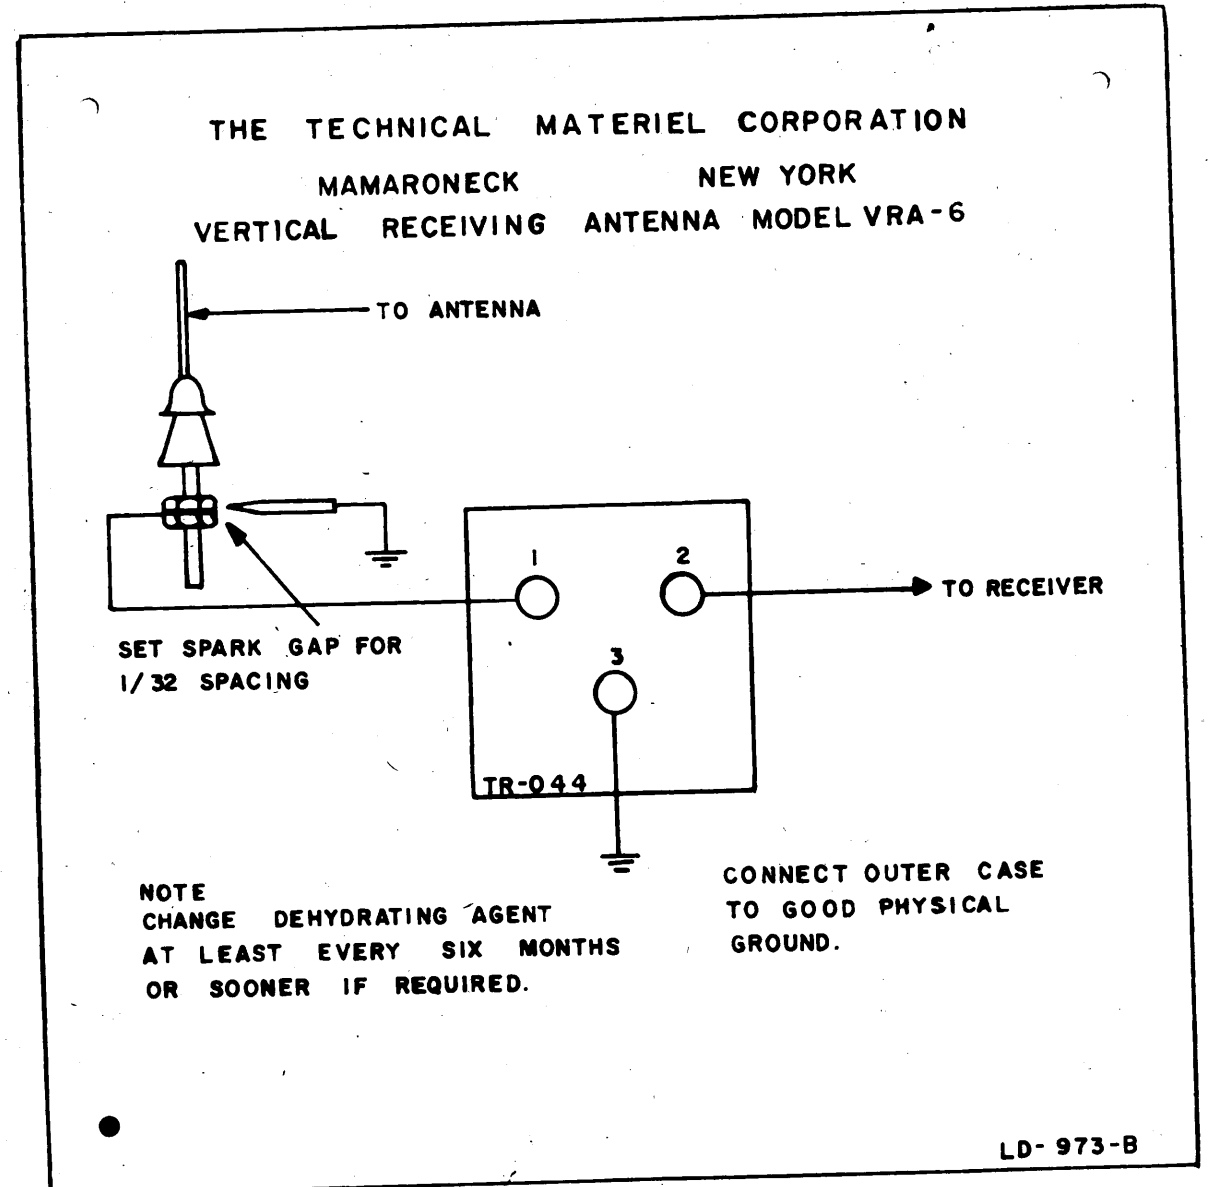 THE TECHNICAL MATERIEL CORPORATION
MAMARONECK NEW YORK
VERTICAL RECEIVING ANTENNA MODEL VRA-6
TO ANTENNA
1
2
TO RECEIVER
SET SPARK GAP FOR
1/32 SPACING
3
TR-044
NOTE
CHANGE DEHYDRATING AGENT
AT LEAST EVERY SIX MONTHS
OR SOONER IF REQUIRED.
CONNECT OUTER CASE
TO GOOD PHYSICAL
GROUND.
LD-973-B